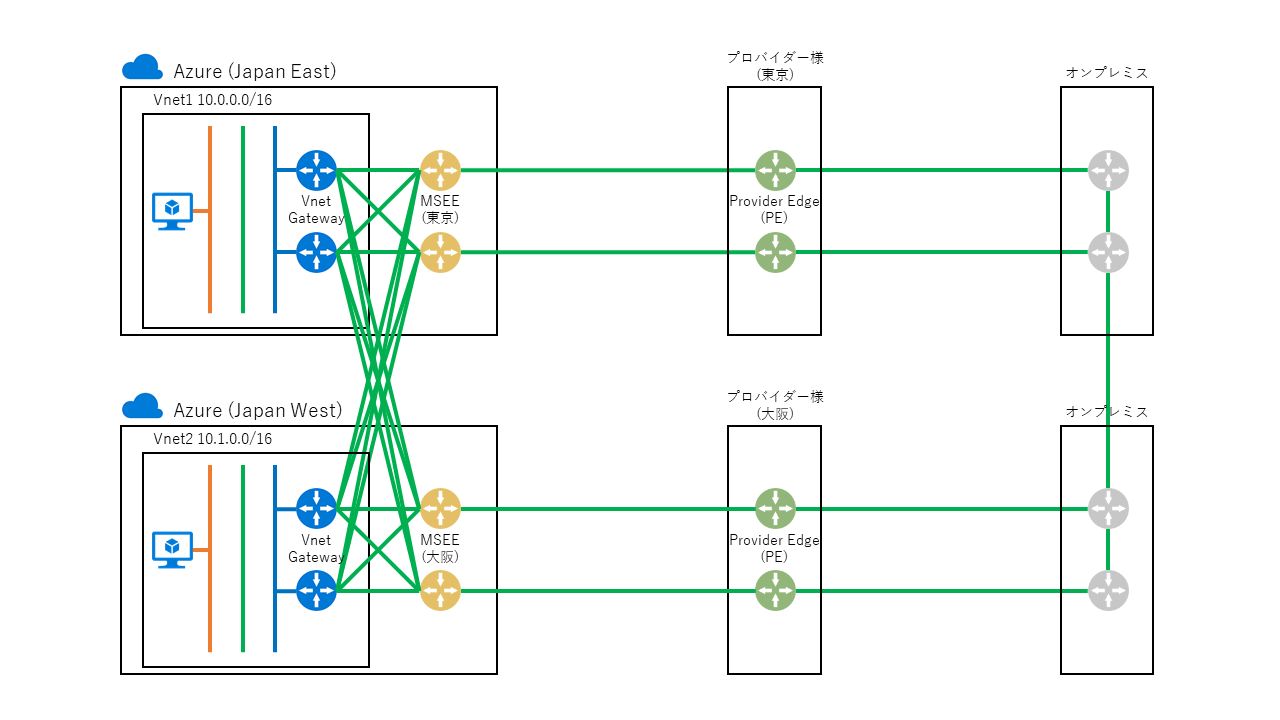 Azure (Japan East)
Vnet1 10.0.0.0/16
Vnet
Gateway
MSEE
(東京)
プロバイダー様
(東京)
Provider Edge
(PE)
オンプレミス
Azure (Japan West)
Vnet2 10.1.0.0/16
Vnet
Gateway
MSEE
(大阪)
プロバイダー様
(大阪)
Provider Edge
(PE)
オンプレミス